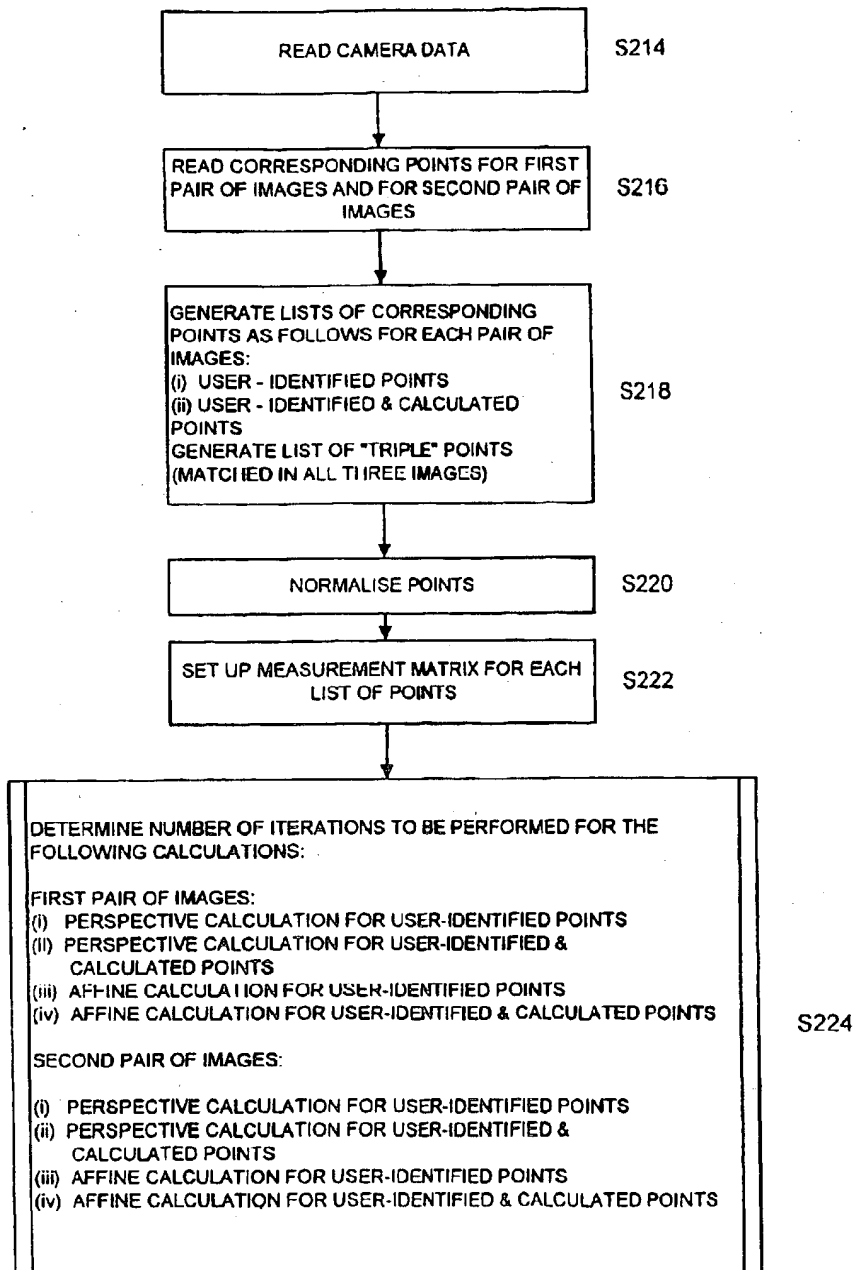 READ CAMERA DATA
S214
READ CORRESPONDING POINTS FOR FIRST
PAIR OF IMAGES AND FOR SECOND PAIR OF
IMAGES
S216
GENERATE LISTS OF CORRESPONDING
POINTS AS FOLLOWS FOR EACH PAIR OF
IMAGES:
(i) USER - IDENTIFIED POINTS
(ii) USER - IDENTIFIED & CALCULATED
POINTS
GENERATE LIST OF "TRIPLE" POINTS
(MATCHED IN ALL THREE IMAGES)
S218
NORMALISE POINTS
S220
SET UP MEASUREMENT MATRIX FOR EACH
LIST OF POINTS
S222
DETERMINE NUMBER OF ITERATIONS TO BE PERFORMED FOR THE
FOLLOWING CALCULATIONS:
FIRST PAIR OF IMAGES:
(i) PERSPECTIVE CALCULATION FOR USER-IDENTIFIED POINTS
(ii) PERSPECTIVE CALCULATION FOR USER-IDENTIFIED &
CALCULATED POINTS
(iii) AFFINE CALCULATION FOR USER-IDENTIFIED POINTS
(iv) AFFINE CALCULATION FOR USER-IDENTIFIED & CALCULATED POINTS
S224
SECOND PAIR OF IMAGES:
(i) PERSPECTIVE CALCULATION FOR USER-IDENTIFIED POINTS
(ii) PERSPECTIVE CALCULATION FOR USER-IDENTIFIED &
CALCULATED POINTS
(iii) AFFINE CALCULATION FOR USER-IDENTIFIED POINTS
(iv) AFFINE CALCULATION FOR USER-IDENTIFIED & CALCULATED POINTS